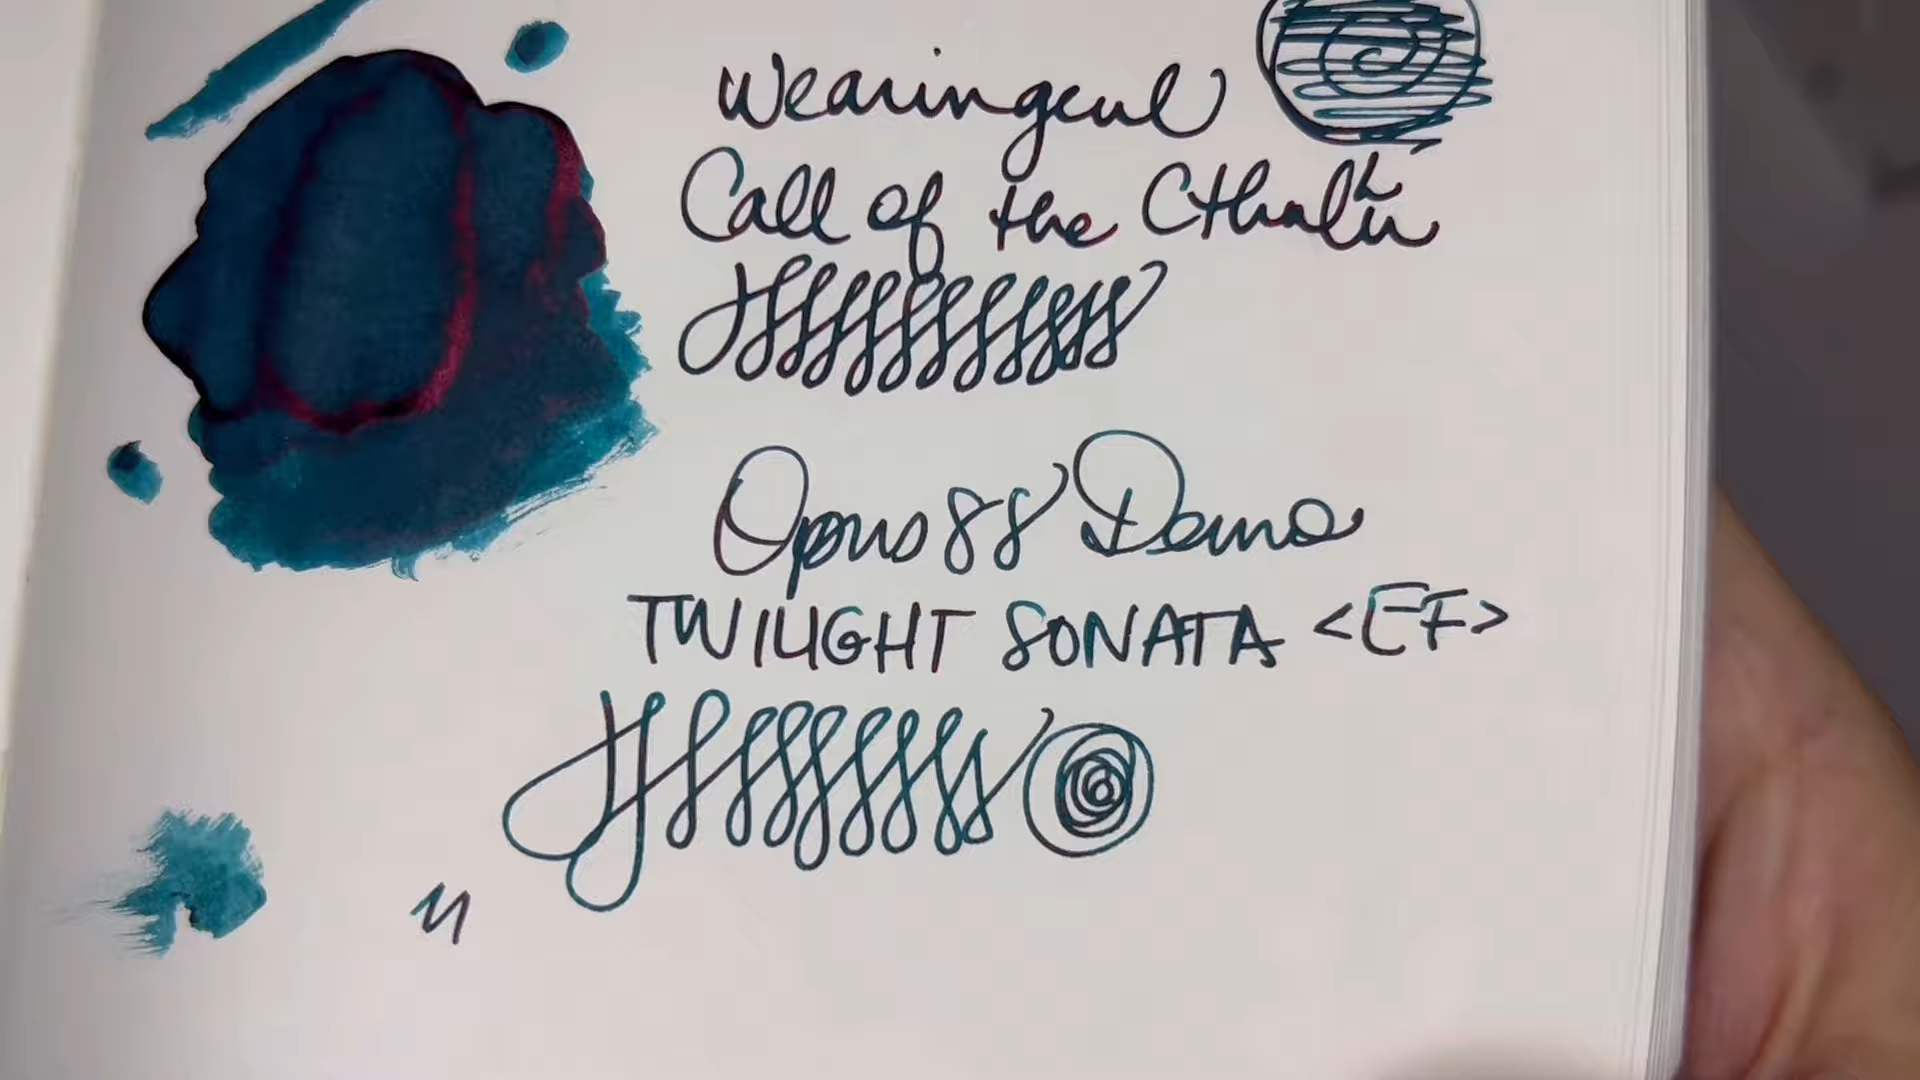 Wearingeul
Call of the Cthulhu
Opus 88 Demo
TWILIGHT SONATA <EF>